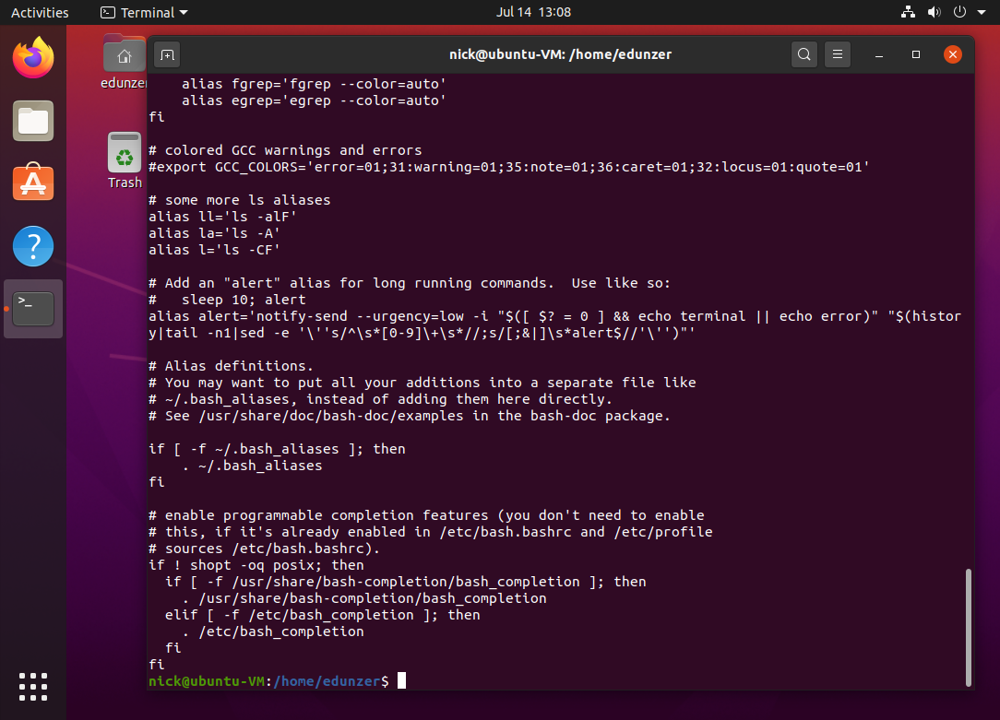 Activities
Terminal
Jul 14 13:08
edunzer
Trash
nick@ubuntu-VM: /home/edunzer
    alias fgrep='fgrep --color=auto'
    alias egrep='egrep --color=auto'
fi

# colored GCC warnings and errors
#export GCC_COLORS='error=01;31:warning=01;35:note=01;36:caret=01;32:locus=01:quote=01'

# some more ls aliases
alias ll='ls -alF'
alias la='ls -A'
alias l='ls -CF'

# Add an "alert" alias for long running commands.  Use like so:
#   sleep 10; alert
alias alert='notify-send --urgency=low -i "$([ $? = 0 ] && echo terminal || echo error)" "$(histor
y|tail -n1|sed -e '\''s/^\s*[0-9]\+\s*//;s/[;&|]\s*alert$//'\'')"'

# Alias definitions.
# You may want to put all your additions into a separate file like
# ~/.bash_aliases, instead of adding them here directly.
# See /usr/share/doc/bash-doc/examples in the bash-doc package.

if [ -f ~/.bash_aliases ]; then
    . ~/.bash_aliases
fi

# enable programmable completion features (you don't need to enable
# this, if it's already enabled in /etc/bash.bashrc and /etc/profile
# sources /etc/bash.bashrc).
if ! shopt -oq posix; then
  if [ -f /usr/share/bash-completion/bash_completion ]; then
    . /usr/share/bash-completion/bash_completion
  elif [ -f /etc/bash_completion ]; then
    . /etc/bash_completion
  fi
fi
nick@ubuntu-VM:/home/edunzer$